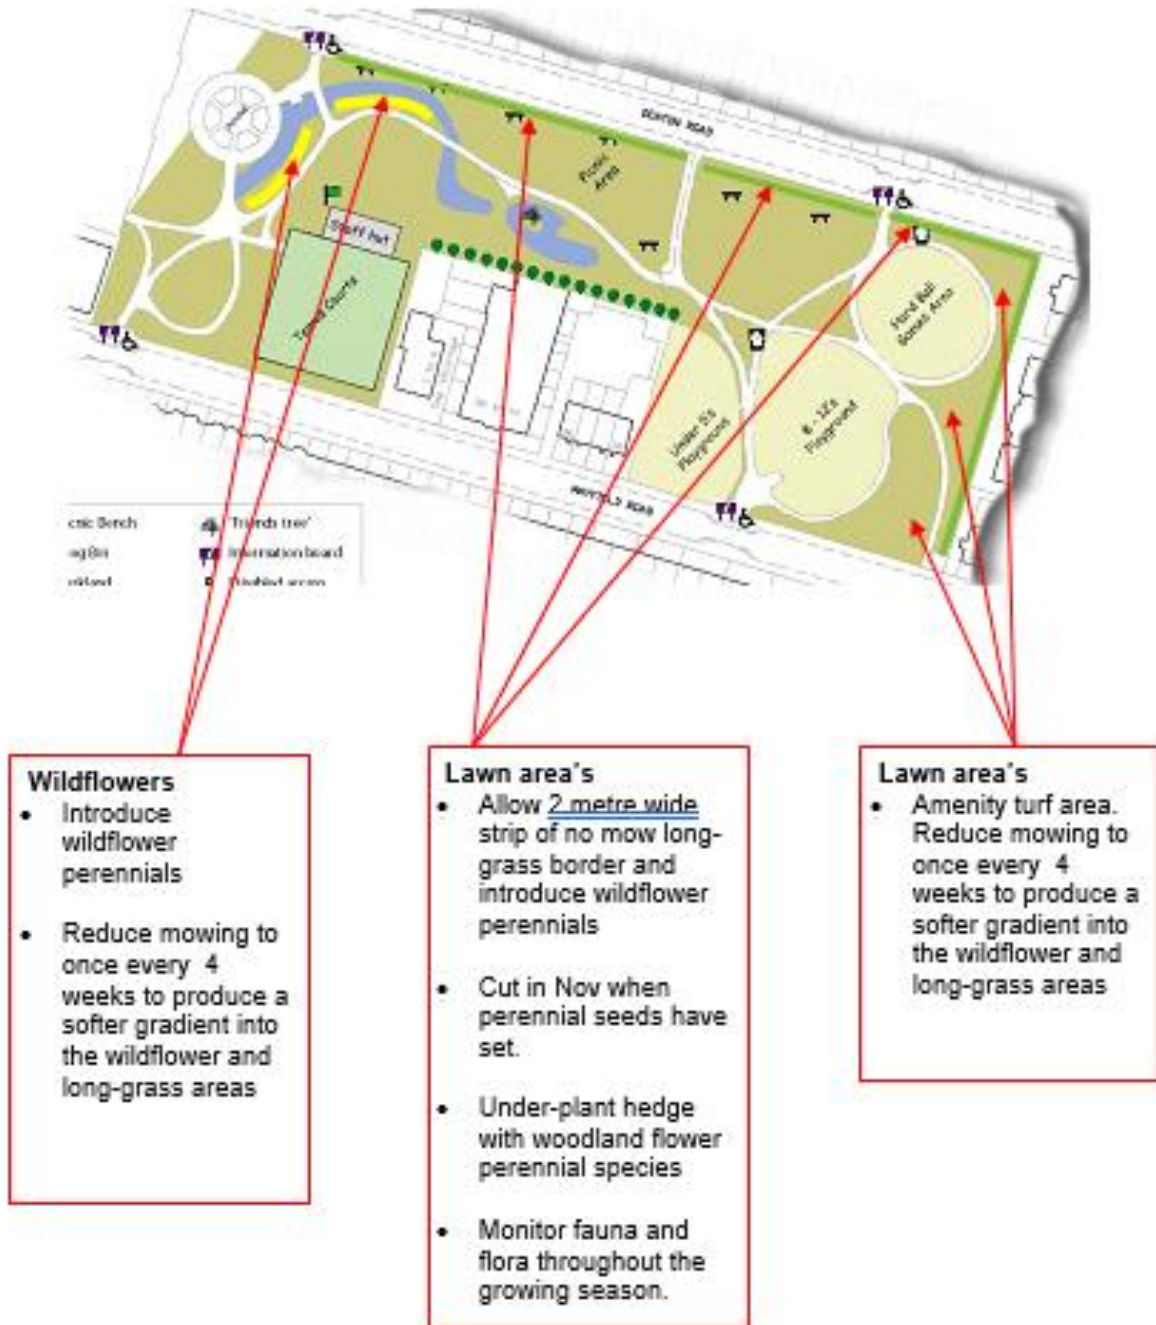 Picnic
Area
Staff Hut
Tennis Courts
Hard Ball
Games Area
Under 5's
Playground
6 - 12's
Playground
ROAD
ROAD
Bench
'Friends tree'
Information board
Wildflowers
• Introduce
wildflower
perennials
• Reduce mowing to
once every 4
weeks to produce a
softer gradient into
the wildflower and
long-grass areas
Lawn area's
• Allow 2 metre wide
strip of no mow long-
grass border and
introduce wildflower
perennials
• Cut in Nov when
perennial seeds have
set.
• Under-plant hedge
with woodland flower
perennial species
• Monitor fauna and
flora throughout the
growing season.
Lawn area's
• Amenity turf area.
Reduce mowing to
once every 4
weeks to produce a
softer gradient into
the wildflower and
long-grass areas